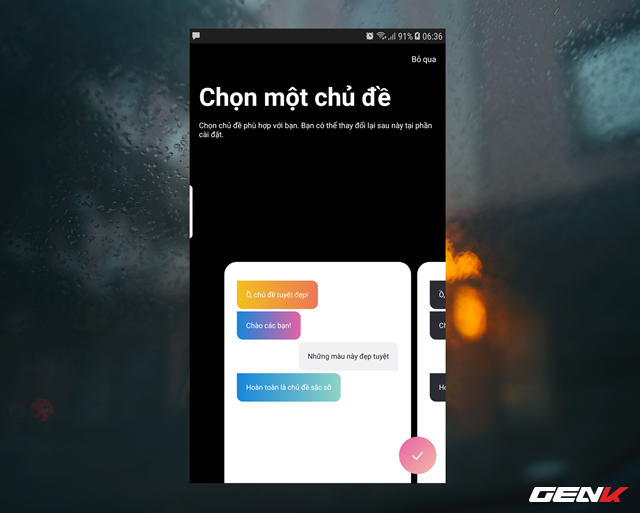 91% 06:36
Bỏ qua
Chọn một chủ đề
Chọn chủ đề phù hợp với bạn. Bạn có thể thay đổi lại sau này tại phần
cài đặt.
Ồ, chủ đề tuyệt đẹp!
Chào các bạn!
Những màu này đẹp tuyệt
Hoàn toàn là chủ đề sặc sỡ
Ồ,
Ch
Ho
GENK